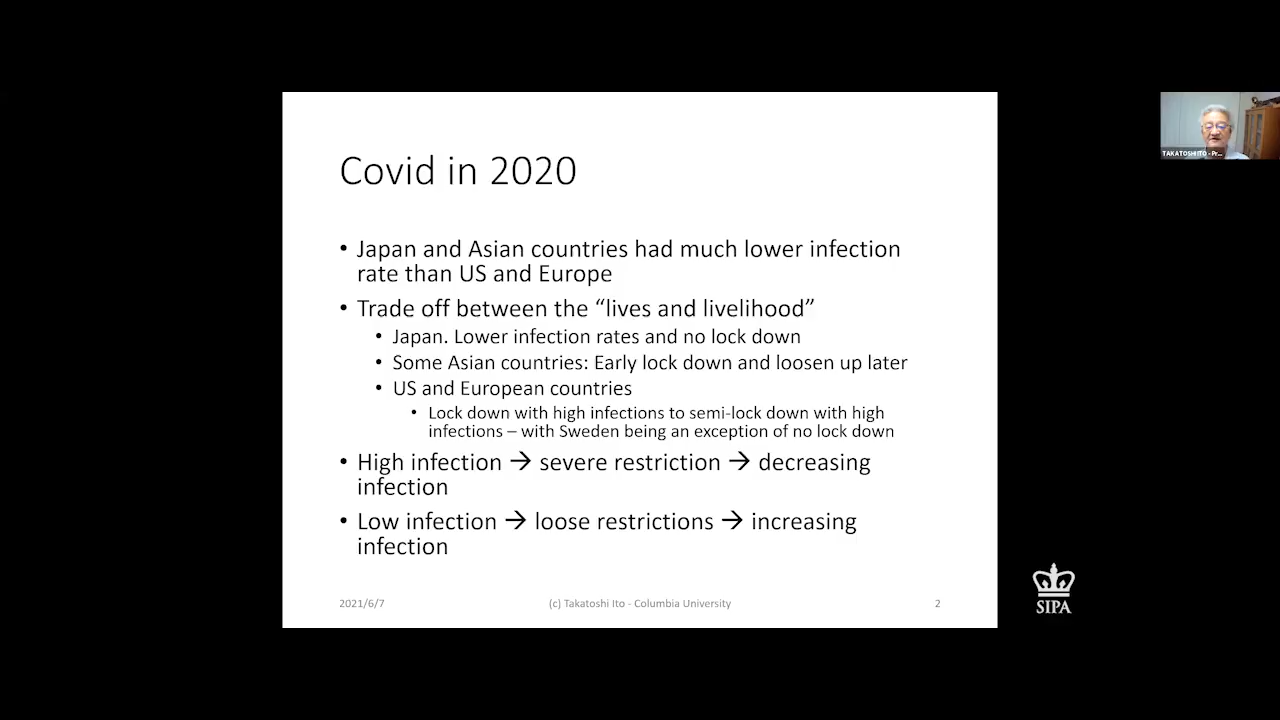 Covid in 2020
• Japan and Asian countries had much lower infection
rate than US and Europe
• Trade off between the “lives and livelihood”
• Japan. Lower infection rates and no lock down
• Some Asian countries: Early lock down and loosen up later
• US and European countries
• Lock down with high infections to semi-lock down with high
infections – with Sweden being an exception of no lock down
• High infection → severe restriction → decreasing
infection
• Low infection → loose restrictions → increasing
infection
2021/6/7
(c) Takatoshi Ito - Columbia University
2
TAKATOSHI ITO - Pr...
SIPA